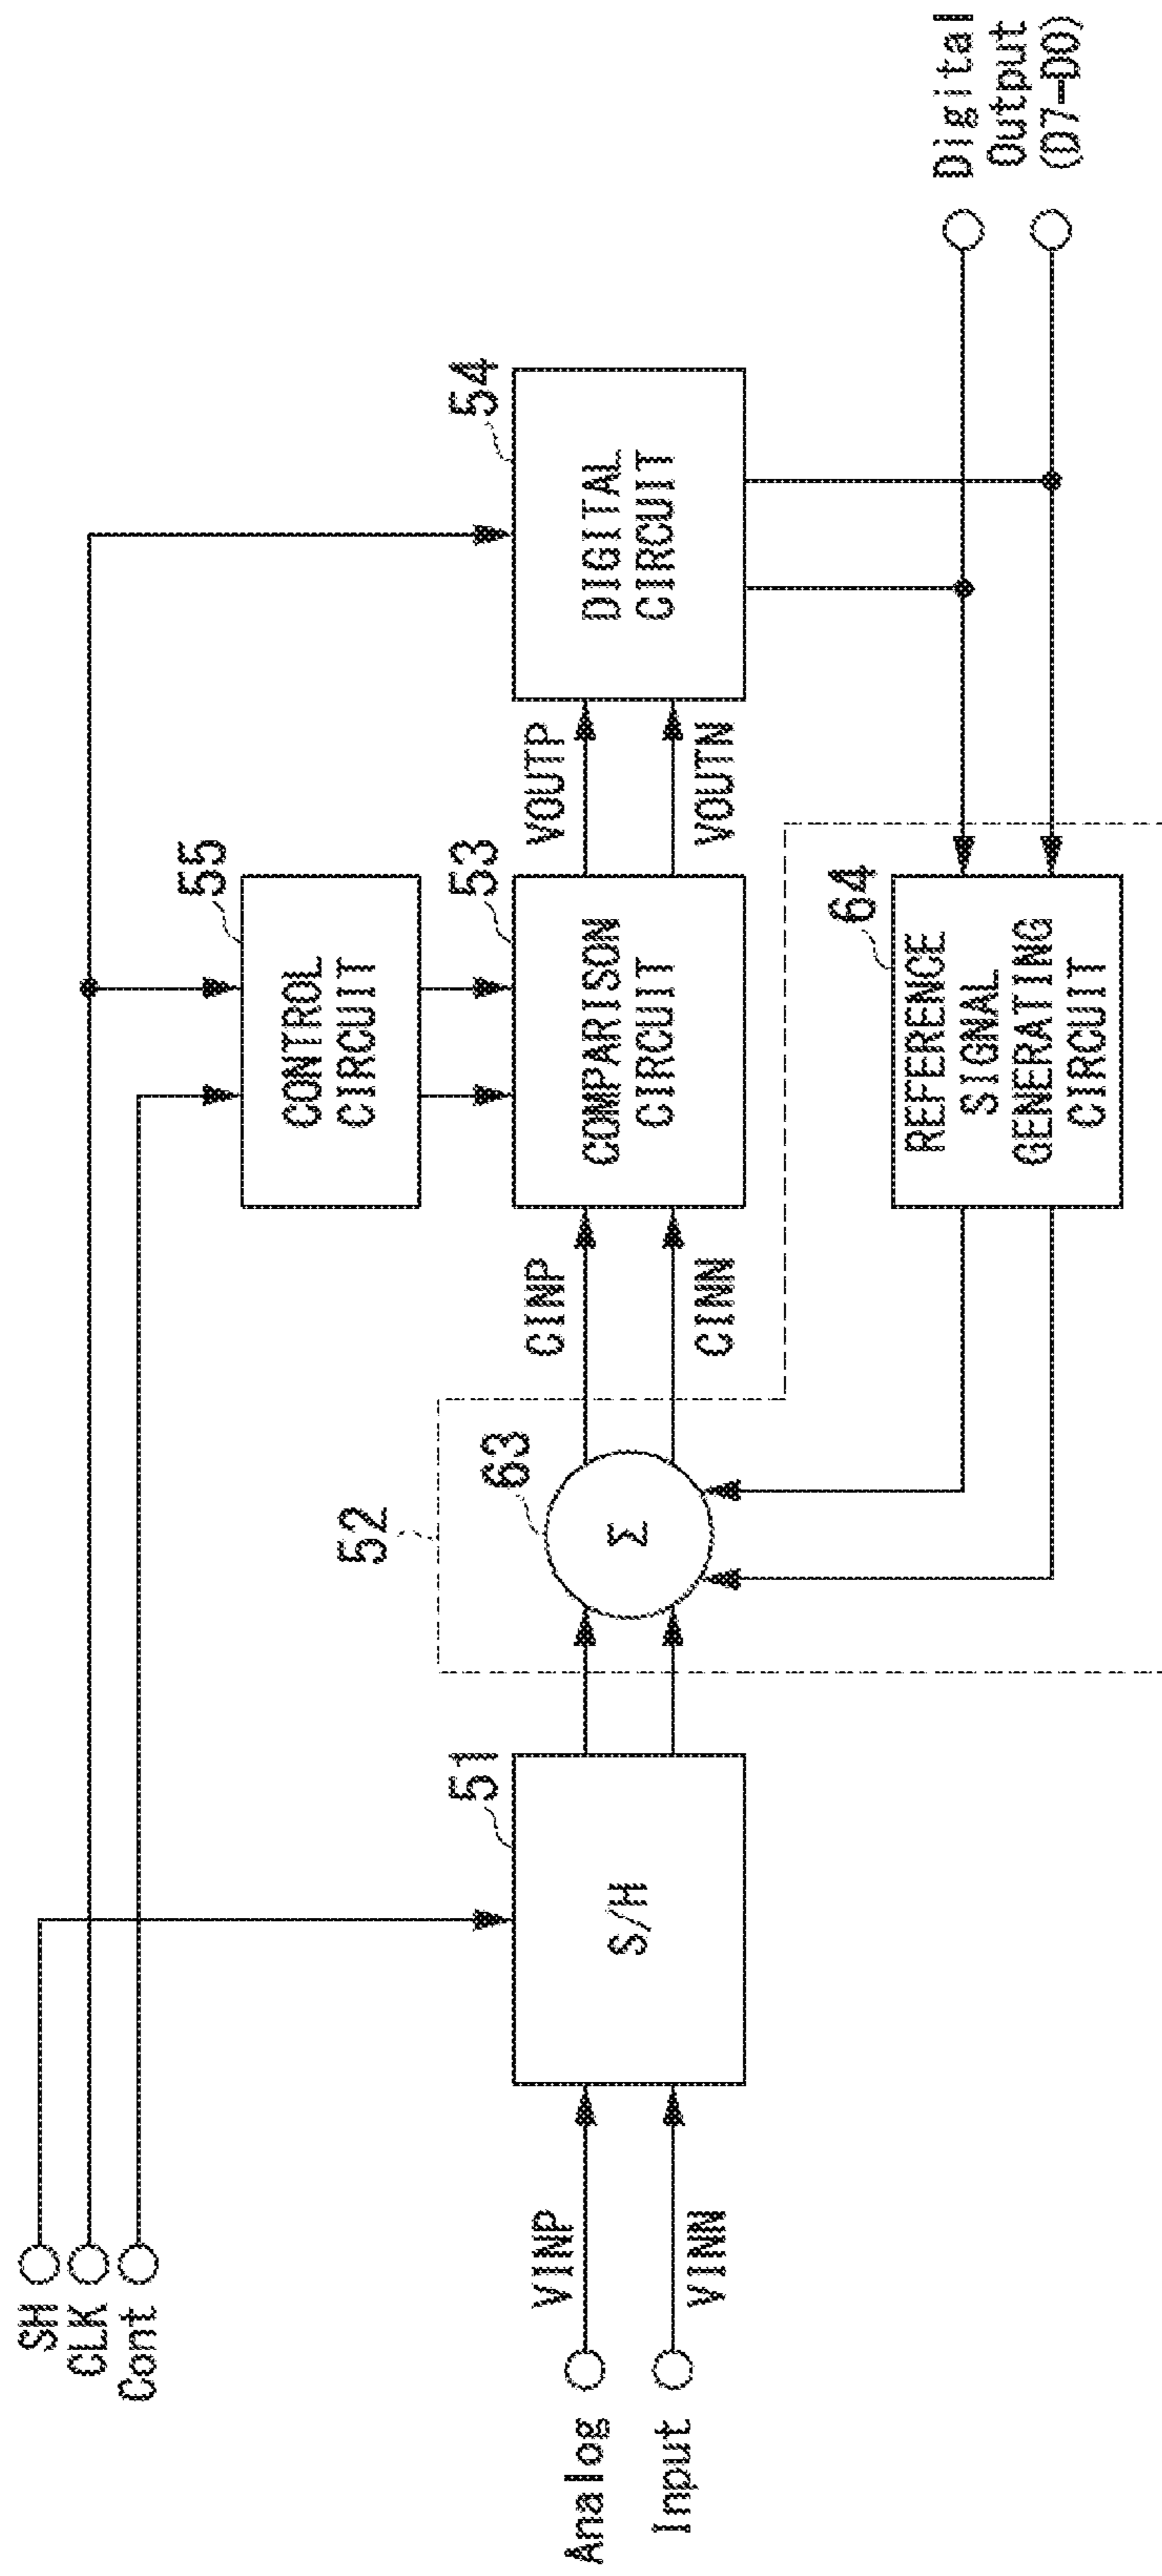 SH
CLK
Cont
55
CONTROL
CIRCUIT
Analog
Input
VINP
VINN
51
S/H
52
63
Σ
CINP
CINN
53
COMPARISON
CIRCUIT
VOUTP
VOUTN
54
DIGITAL
CIRCUIT
64
REFERENCE
SIGNAL
GENERATING
CIRCUIT
Digital
Output
(D7-D0)